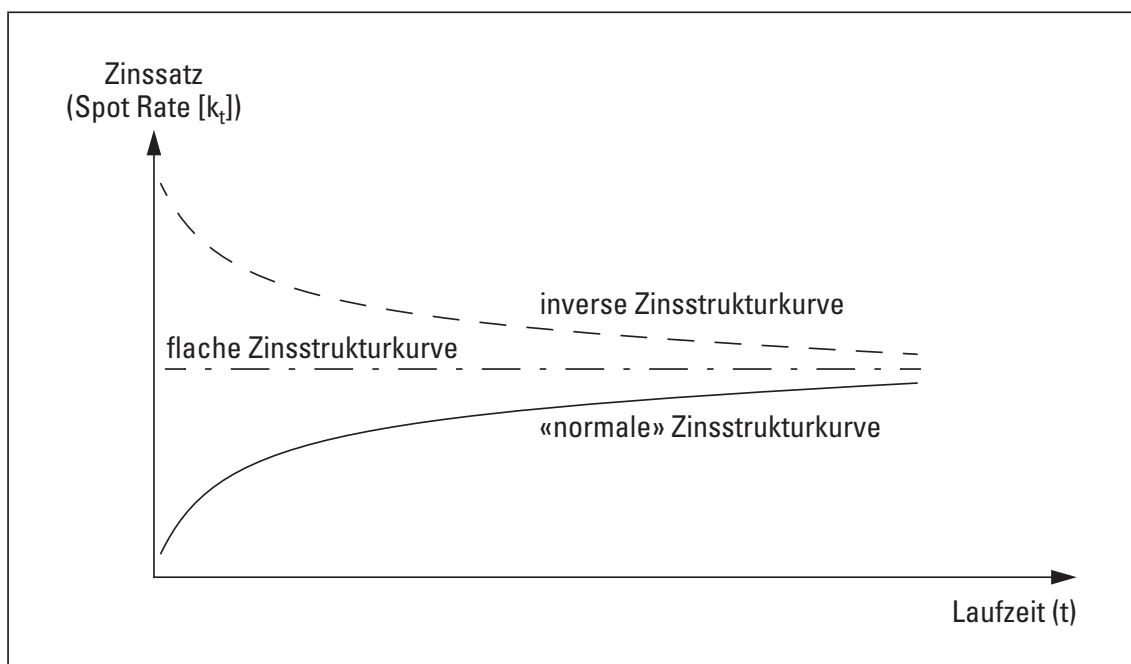 Zinssatz
(Spot Rate [kt])
inverse Zinsstrukturkurve
flache Zinsstrukturkurve
«normale» Zinsstrukturkurve
Laufzeit (t)